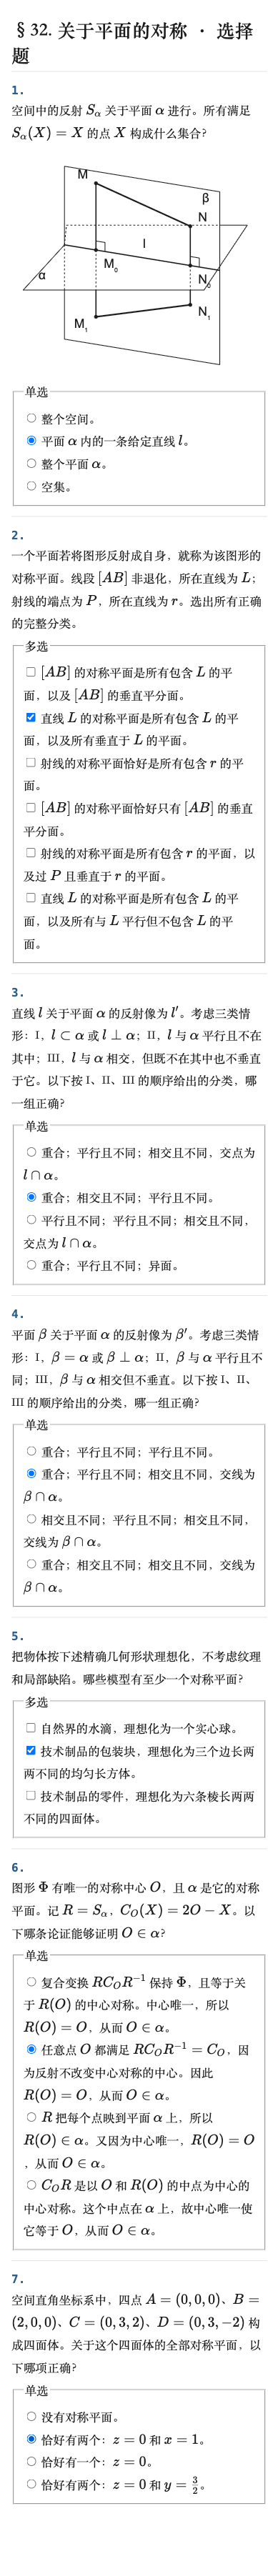 § 32. 关于平面的对称 · 选择
题
1.
空间中的反射 Sα 关于平面 α 进行。所有满足
Sα(X) = X 的点 X 构成什么集合?
M
β
N
l
M₀
α
N₀
M₁
N₁
单选
整个空间。
平面 α 内的一条给定直线 l。
整个平面 α。
空集。
2.
一个平面若将图形反射成自身，就称为该图形的
对称平面。线段 [AB] 非退化，所在直线为 L；
射线的端点为 P，所在直线为 r。选出所有正确
的完整分类。
多选
[AB] 的对称平面是所有包含 L 的平
面，以及 [AB] 的垂直平分面。
直线 L 的对称平面是所有包含 L 的平
面，以及所有垂直于 L 的平面。
射线的对称平面恰好是所有包含 r 的平
面。
[AB] 的对称平面恰好只有 [AB] 的垂直
平分面。
射线的对称平面是所有包含 r 的平面，以
及过 P 且垂直于 r 的平面。
直线 L 的对称平面是所有包含 L 的平
面，以及所有与 L 平行但不包含 L 的平
面。
3.
直线 l 关于平面 α 的反射像为 l′。考虑三类情
形：I，l ⊂ α 或 l ⊥ α；II，l 与 α 平行且不在
其中；III，l 与 α 相交，但既不在其中也不垂直
于它。以下按 I、II、III 的顺序给出的分类，哪
一组正确?
单选
重合；平行且不同；相交且不同，交点为
l ∩ α。
重合；相交且不同；平行且不同。
平行且不同；平行且不同；相交且不同，
交点为 l ∩ α。
重合；平行且不同；异面。
4.
平面 β 关于平面 α 的反射像为 β′。考虑三类情
形：I，β = α 或 β ⊥ α；II，β 与 α 平行且不
同；III，β 与 α 相交但不垂直。以下按 I、II、
III 的顺序给出的分类，哪一组正确?
单选
重合；平行且不同；平行且不同。
重合；平行且不同；相交且不同，交线为
β ∩ α。
相交且不同；平行且不同；相交且不同，
交线为 β ∩ α。
重合；相交且不同；相交且不同，交线为
β ∩ α。
5.
把物体按下述精确几何形状理想化，不考虑纹理
和局部缺陷。哪些模型有至少一个对称平面?
多选
自然界的水滴，理想化为一个实心球。
技术制品的包装块，理想化为三个边长两
两不同的均匀长方体。
技术制品的零件，理想化为六条棱长两两
不同的四面体。
6.
图形 Φ 有唯一的对称中心 O，且 α 是它的对称
平面。记 R = Sα，C_O(X) = 2O − X。以
下哪条论证能够证明 O ∈ α?
单选
复合变换 RC_OR⁻¹ 保持 Φ，且等于关
于 R(O) 的中心对称。中心唯一，所以
R(O) = O，从而 O ∈ α。
任意点 O 都满足 RC_OR⁻¹ = C_O，因
为反射不改变中心对称的中心。因此
R(O) = O，从而 O ∈ α。
R 把每个点映到平面 α 上，所以
R(O) ∈ α。又因为中心唯一，R(O) = O
，从而 O ∈ α。
C_OR 是以 O 和 R(O) 的中点为中心的
中心对称。这个中点在 α 上，故中心唯一使
它等于 O，从而 O ∈ α。
7.
空间直角坐标系中，四点 A = (0, 0, 0)、B =
(2, 0, 0)、C = (0, 3, 2)、D = (0, 3, −2) 构
成四面体。关于这个四面体的全部对称平面，以
下哪项正确?
单选
没有对称平面。
恰好有两个：z = 0 和 x = 1。
恰好有一个：z = 0。
恰好有两个：z = 0 和 y = 3/2。